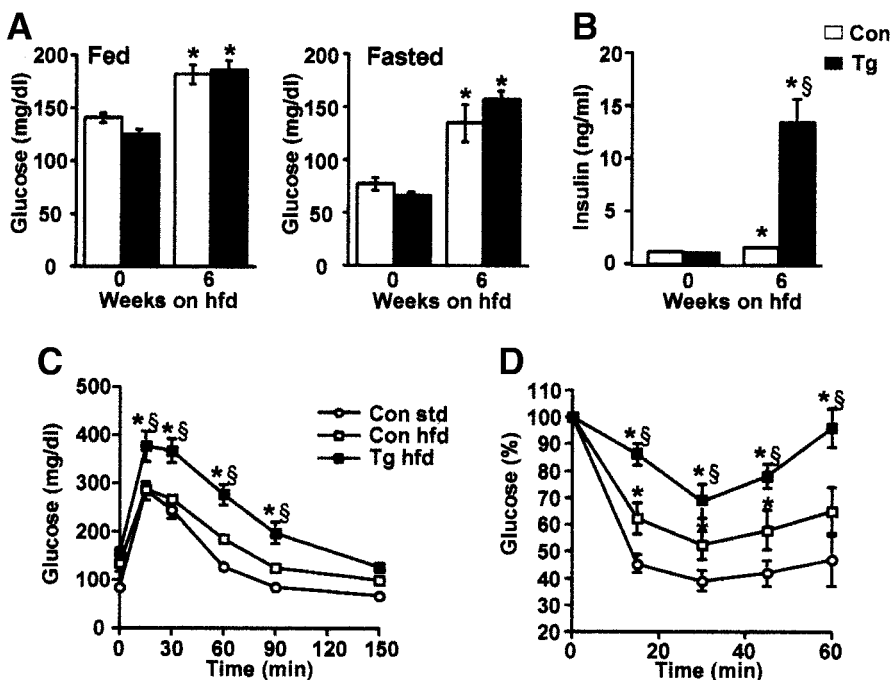 A
Fed
Glucose (mg/dl)
200
150
100
50
0
* *
0 6
Weeks on hfd
Fasted
Glucose (mg/dl)
200
150
100
50
0
* *
0 6
Weeks on hfd
B
Con
Tg
Insulin (ng/ml)
20
15
10
5
0
*
*§
0 6
Weeks on hfd
C
Glucose (mg/dl)
500
400
300
200
100
0
*§ *§
*§
*§
Con std
Con hfd
Tg hfd
0 30 60 90 120 150
Time (min)
D
Glucose (%)
110
100
90
80
70
60
50
40
30
20
*§
*§
*§
*§
*
*
*
0 20 40 60
Time (min)